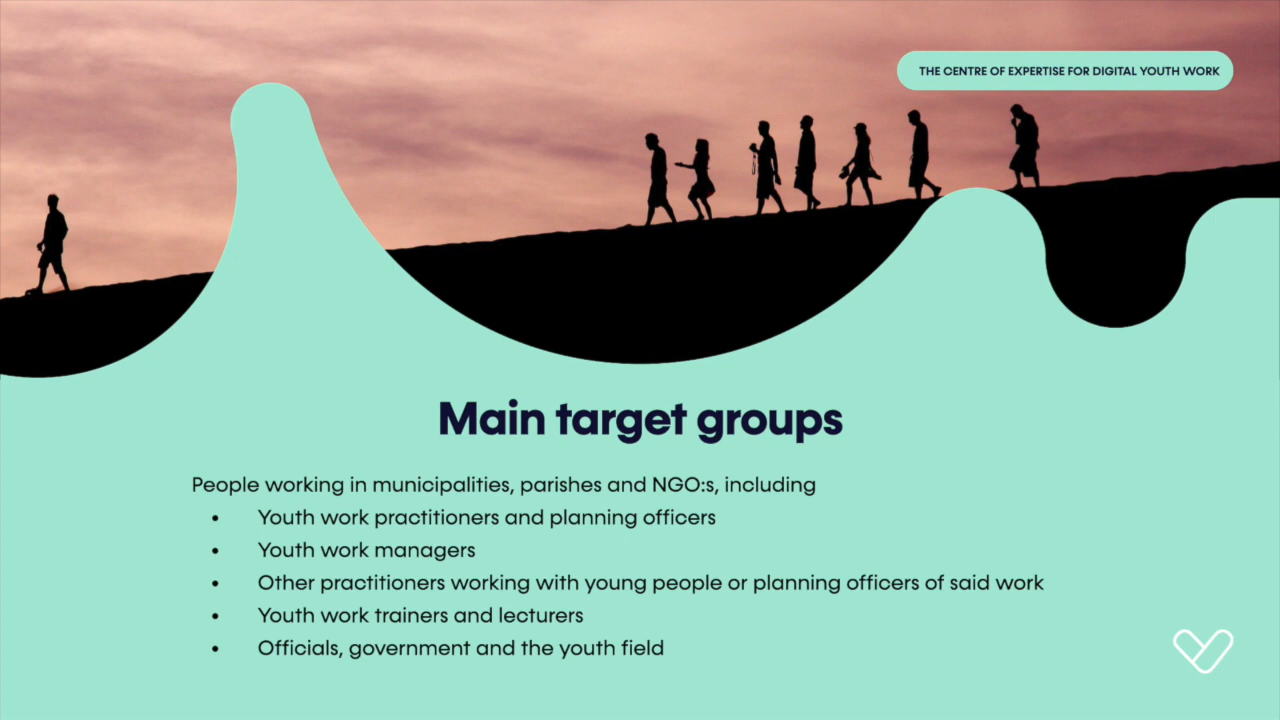 THE CENTRE OF EXPERTISE FOR DIGITAL YOUTH WORK
Main target groups
People working in municipalities, parishes and NGO:s, including
• Youth work practitioners and planning officers
• Youth work managers
• Other practitioners working with young people or planning officers of said work
• Youth work trainers and lecturers
• Officials, government and the youth field